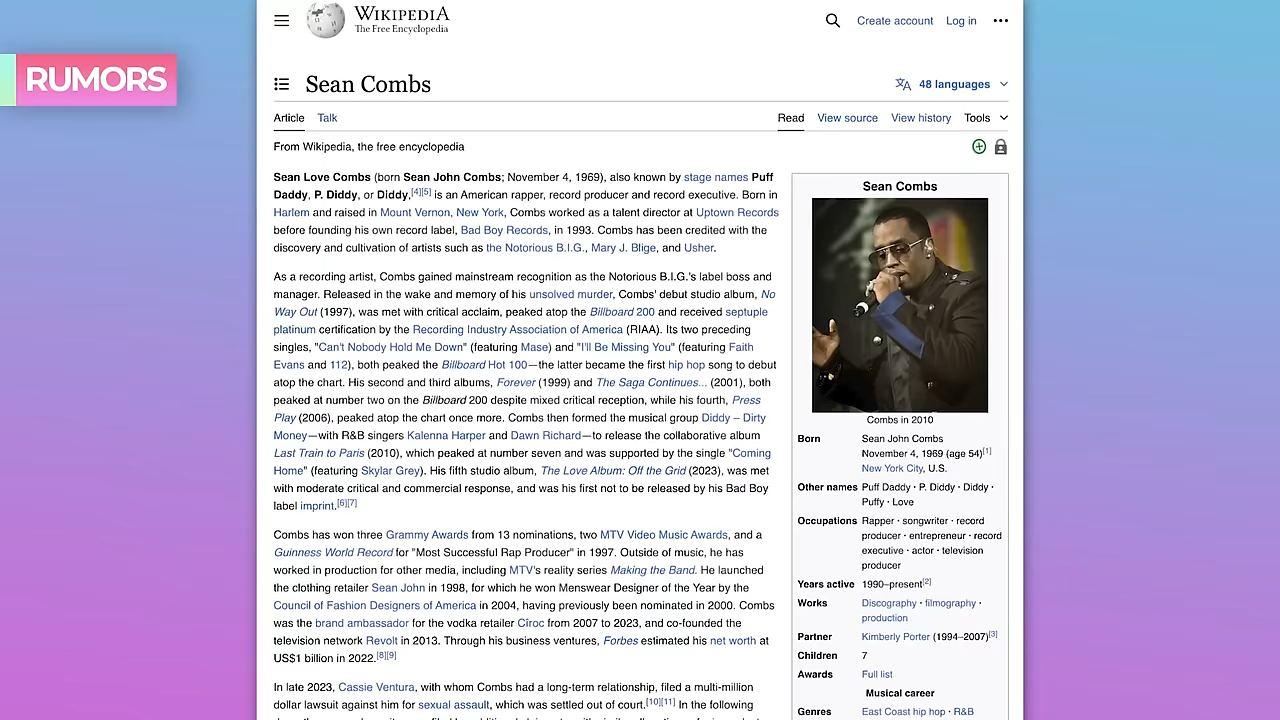 RUMORS
WIKIPEDIA
The Free Encyclopedia
Create account
Log in
Sean Combs
48 languages
Article
Talk
Read
View source
View history
Tools
From Wikipedia, the free encyclopedia
Sean Love Combs (born Sean John Combs; November 4, 1969), also known by stage names Puff
Daddy, P. Diddy, or Diddy,[4][5] is an American rapper, record producer and record executive. Born in
Harlem and raised in Mount Vernon, New York, Combs worked as a talent director at Uptown Records
before founding his own record label, Bad Boy Records, in 1993. Combs has been credited with the
discovery and cultivation of artists such as the Notorious B.I.G., Mary J. Blige, and Usher.
As a recording artist, Combs gained mainstream recognition as the Notorious B.I.G.'s label boss and
manager. Released in the wake and memory of his unsolved murder, Combs' debut studio album, No
Way Out (1997), was met with critical acclaim, peaked atop the Billboard 200 and received septuple
platinum certification by the Recording Industry Association of America (RIAA). Its two preceding
singles, "Can't Nobody Hold Me Down" (featuring Mase) and "I'll Be Missing You" (featuring Faith
Evans and 112), both peaked the Billboard Hot 100—the latter became the first hip hop song to debut
atop the chart. His second and third albums, Forever (1999) and The Saga Continues... (2001), both
peaked at number two on the Billboard 200 despite mixed critical reception, while his fourth, Press
Play (2006), peaked atop the chart once more. Combs then formed the musical group Diddy – Dirty
Money—with R&B singers Kalenna Harper and Dawn Richard—to release the collaborative album
Last Train to Paris (2010), which peaked at number seven and was supported by the single "Coming
Home" (featuring Skylar Grey). His fifth studio album, The Love Album: Off the Grid (2023), was met
with moderate critical and commercial response, and was his first not to be released by his Bad Boy
label imprint.[6][7]
Combs has won three Grammy Awards from 13 nominations, two MTV Video Music Awards, and a
Guinness World Record for "Most Successful Rap Producer" in 1997. Outside of music, he has
worked in production for other media, including MTV's reality series Making the Band. He launched
the clothing retailer Sean John in 1998, for which he won Menswear Designer of the Year by the
Council of Fashion Designers of America in 2004, having previously been nominated in 2000. Combs
was the brand ambassador for the vodka retailer Cîroc from 2007 to 2023, and co-founded the
television network Revolt in 2013. Through his business ventures, Forbes estimated his net worth at
US$1 billion in 2022.[8][9]
In late 2023, Cassie Ventura, with whom Combs had a long-term relationship, filed a multi-million
dollar lawsuit against him for sexual assault, which was settled out of court.[10][11] In the following
Sean Combs
Combs in 2010
Born Sean John Combs
November 4, 1969 (age 54)[1]
New York City, U.S.
Other names Puff Daddy · P. Diddy · Diddy ·
Puffy · Love
Occupations Rapper · songwriter · record
producer · entrepreneur · record
executive · actor · television
producer
Years active 1990–present[2]
Works Discography · filmography ·
production
Partner Kimberly Porter (1994–2007)[3]
Children 7
Awards Full list
Musical career
Genres East Coast hip hop · R&B